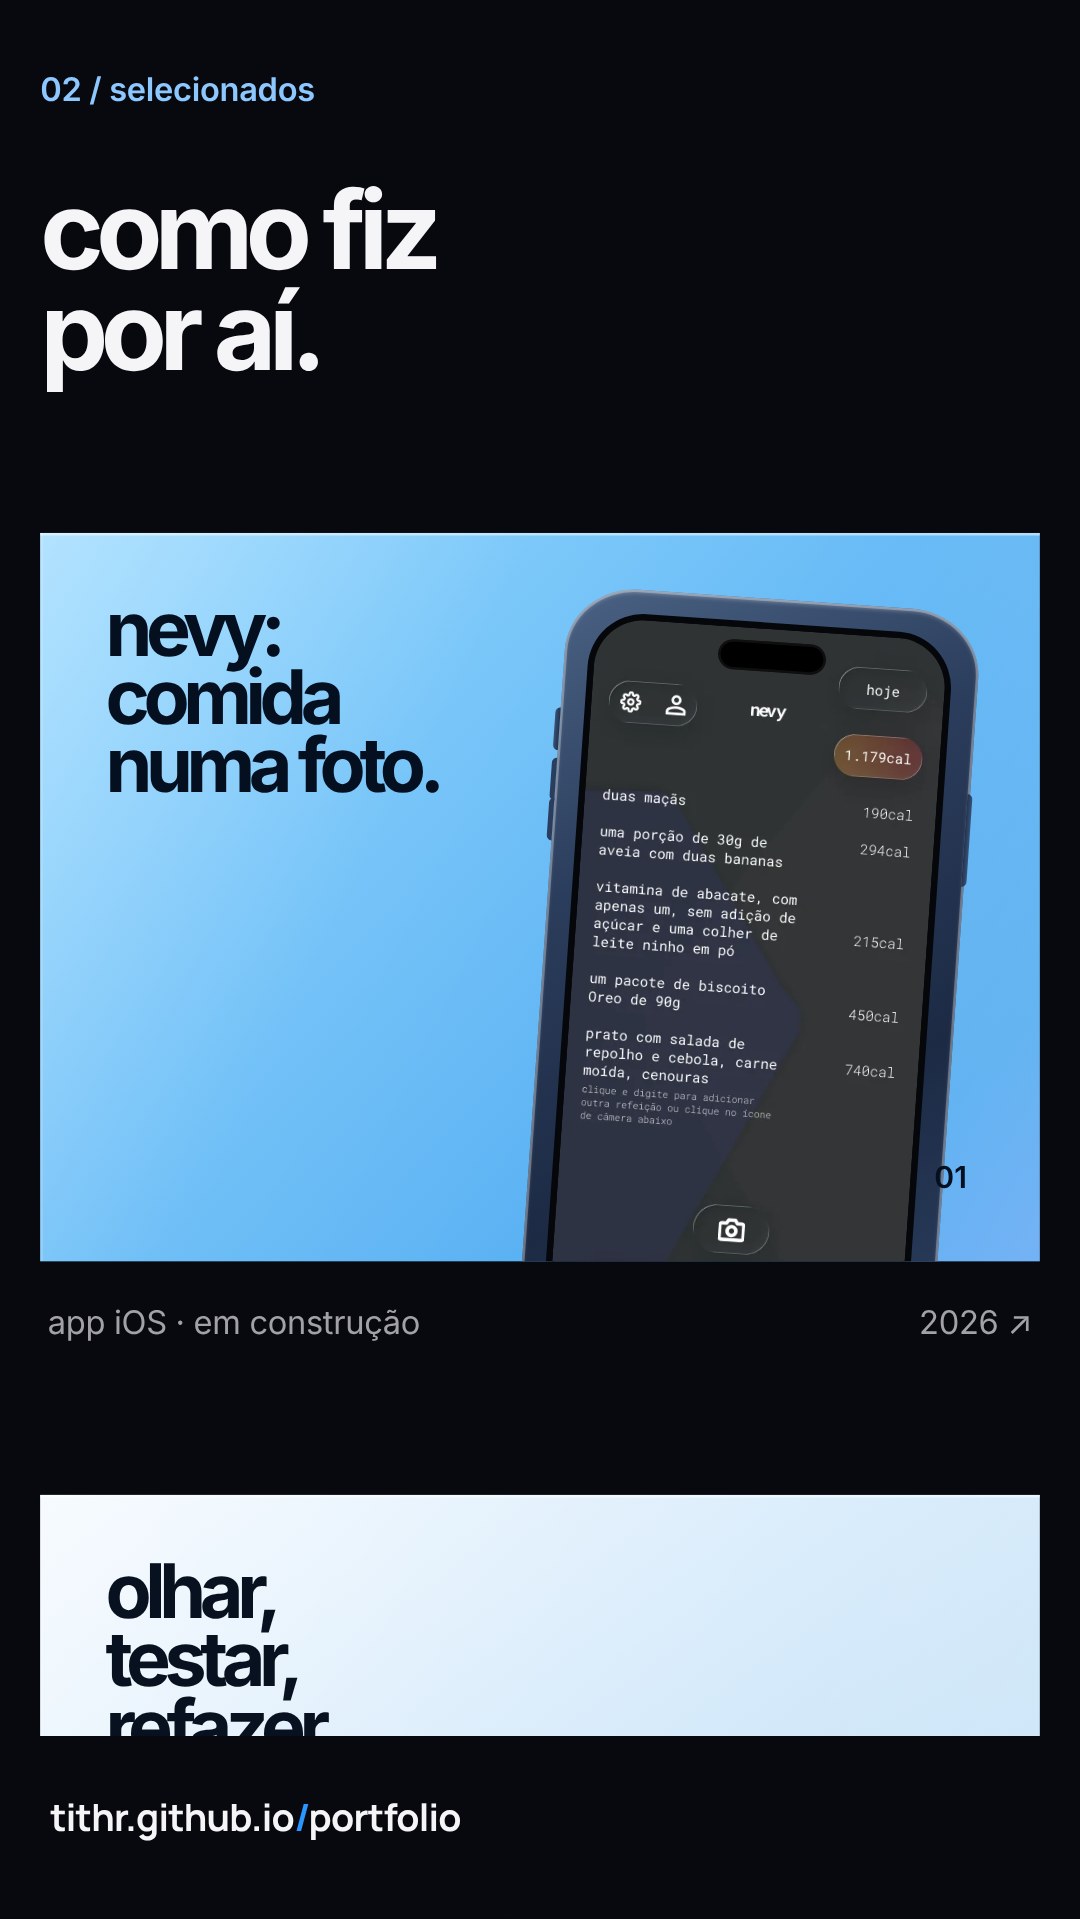 02 / selecionados
como fiz
por aí.
nevy:
comida
numa foto.
hoje
nevy
1.179cal
duas maçãs
190cal
uma porção de 30g de
aveia com duas bananas
294cal
vitamina de abacate, com
apenas um, sem adição de
açúcar e uma colher de
leite ninho em pó
215cal
um pacote de biscoito
Oreo de 90g
450cal
prato com salada de
repolho e cebola, carne
moída, cenouras
740cal
clique e digite para adicionar
outra refeição ou clique no ícone
de câmera abaixo
01
app iOS · em construção
2026 ↗
olhar,
testar,
refazer
tithr.github.io/portfolio